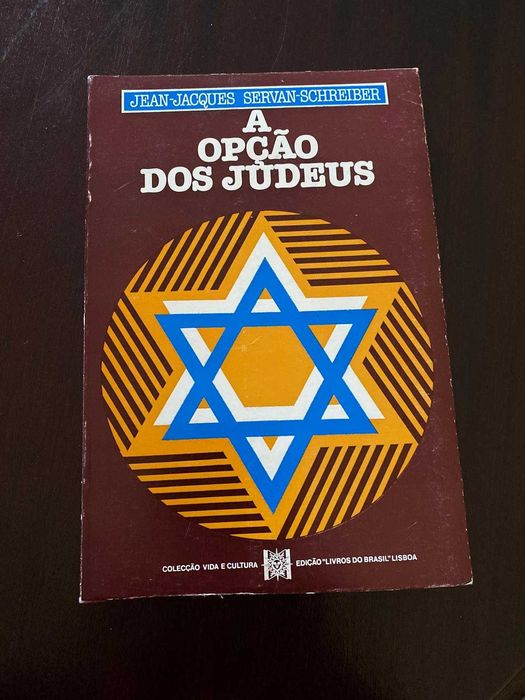 JEAN-JACQUES SERVAN-SCHREIBER
A
OPÇÃO
DOS JUDEUS
COLECÇÃO VIDA E CULTURA EDIÇÃO "LIVROS DO BRASIL" LISBOA